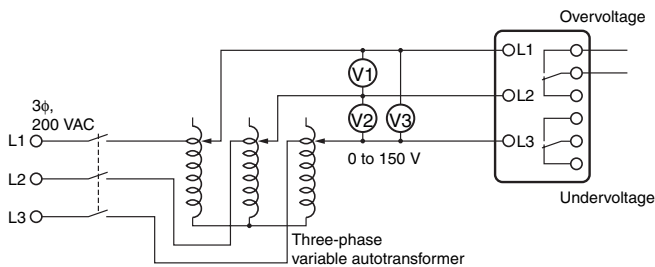 Overvoltage
L1
V1
3ϕ,
200 VAC
L2
V2
V3
L1
L3
0 to 150 V
L2
Undervoltage
L3
Three-phase
variable autotransformer